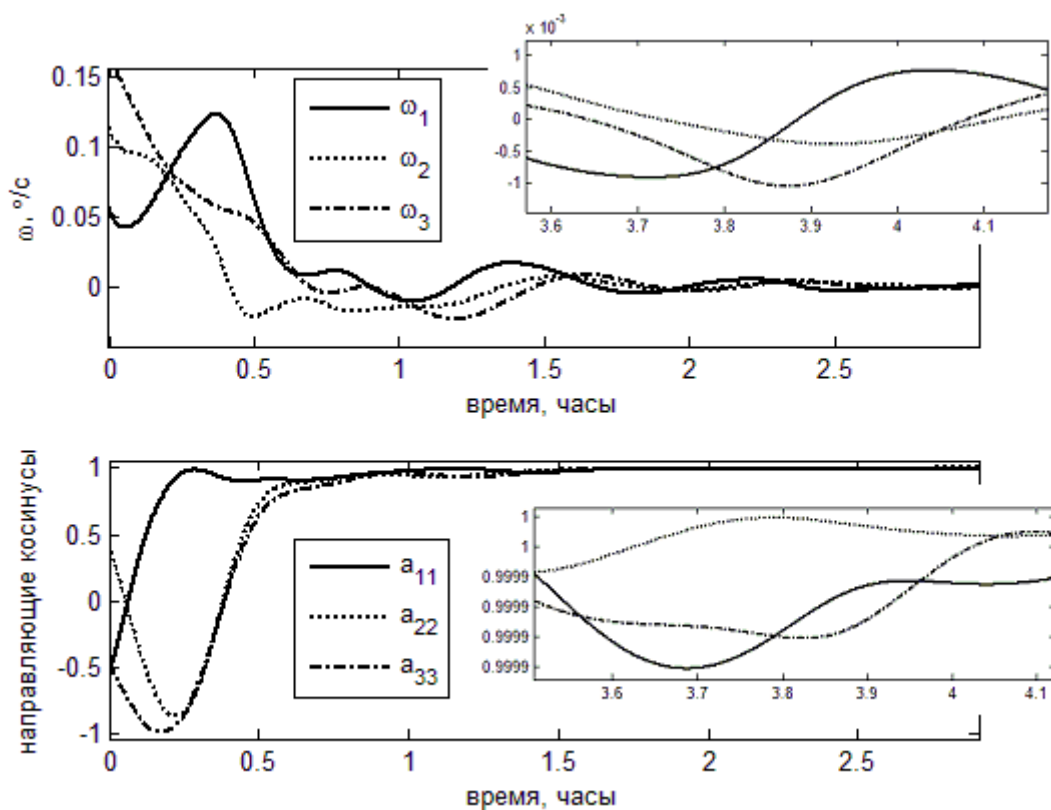 x 10⁻³
1
0.5
0
-0.5
-1
3.6 3.7 3.8 3.9 4 4.1
0.15
0.1
0.05
0
ω, °/с
ω₁
ω₂
ω₃
0 0.5 1 1.5 2 2.5
время, часы
направляющие косинусы
1
0.5
0
-0.5
-1
a₁₁
a₂₂
a₃₃
1
1
0.9999
0.9999
0.9999
0.9999
3.6 3.7 3.8 3.9 4 4.1
0 0.5 1 1.5 2 2.5
время, часы